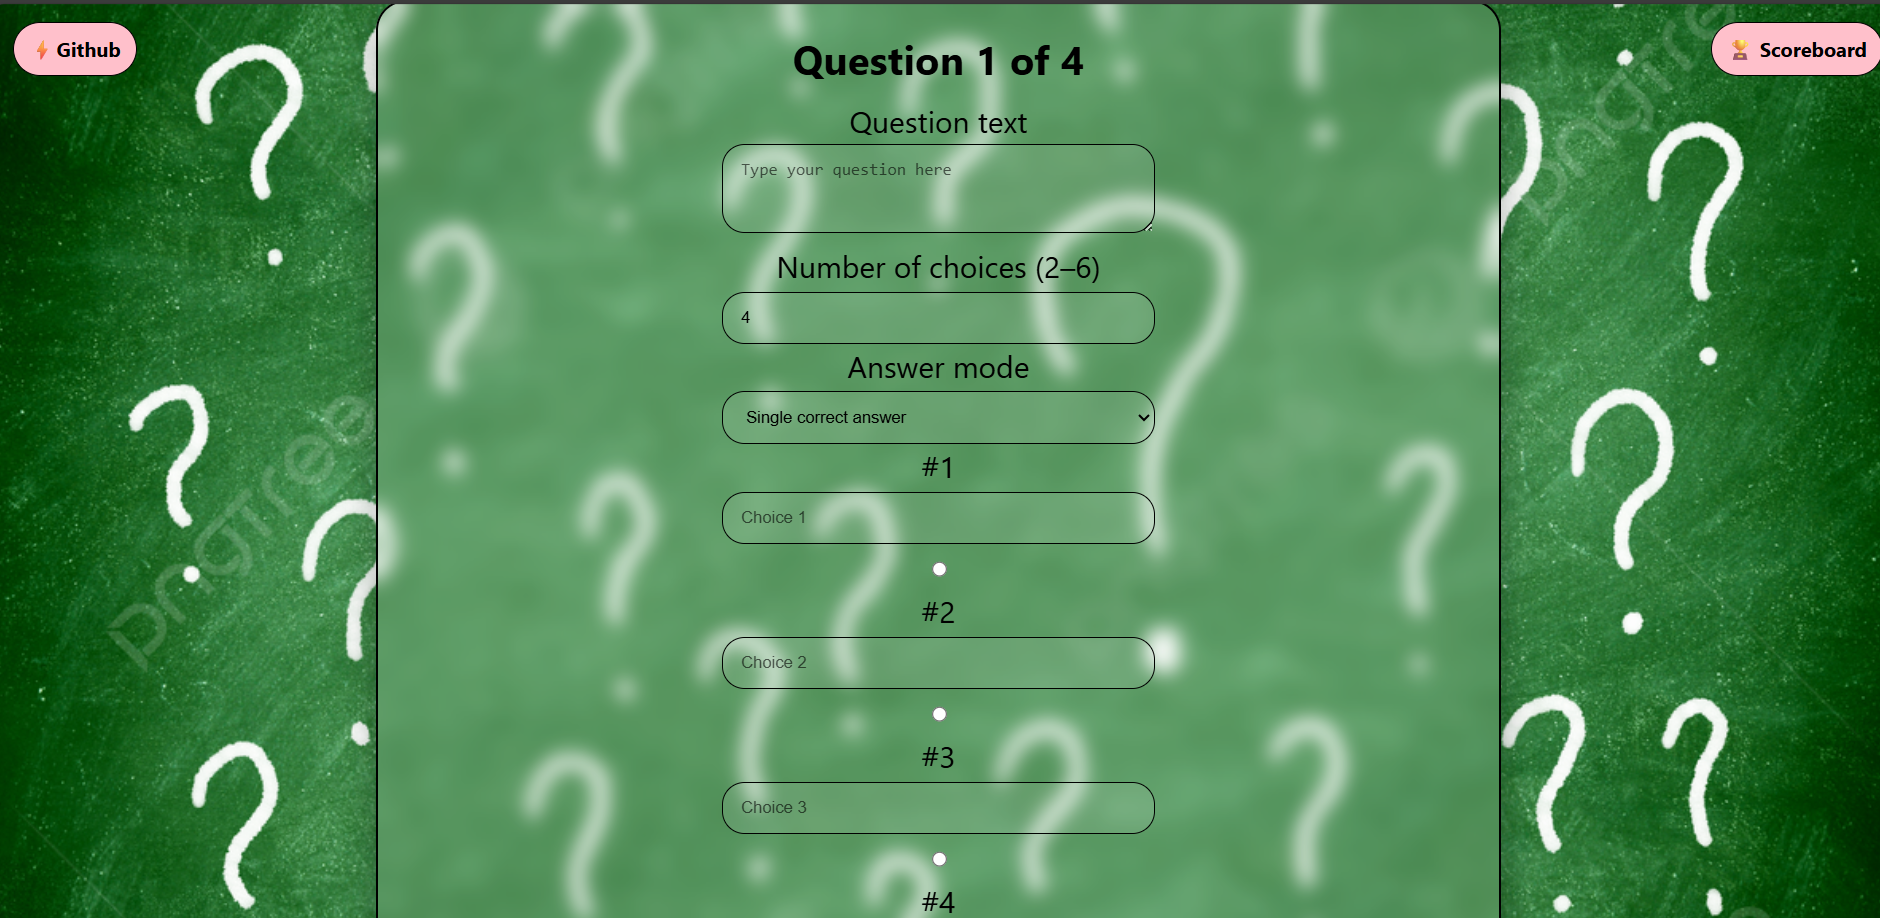 Github
Scoreboard
Question 1 of 4
Question text
Type your question here
Number of choices (2–6)
4
Answer mode
Single correct answer
#1
Choice 1
#2
Choice 2
#3
Choice 3
#4
pngtree
pngtree